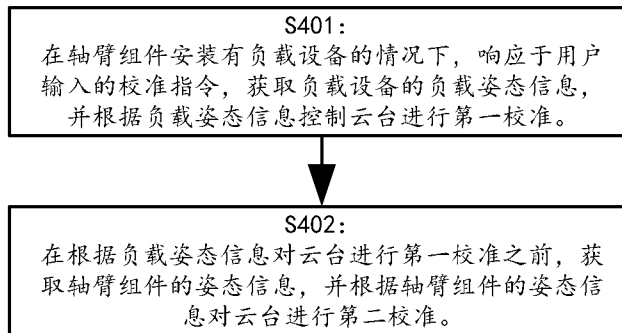 S401：
在轴臂组件安装有负载设备的情况下，响应于用户
输入的校准指令，获取负载设备的负载姿态信息，
并根据负载姿态信息控制云台进行第一校准。
S402：
在根据负载姿态信息对云台进行第一校准之前，获
取轴臂组件的姿态信息，并根据轴臂组件的姿态信
息对云台进行第二校准。